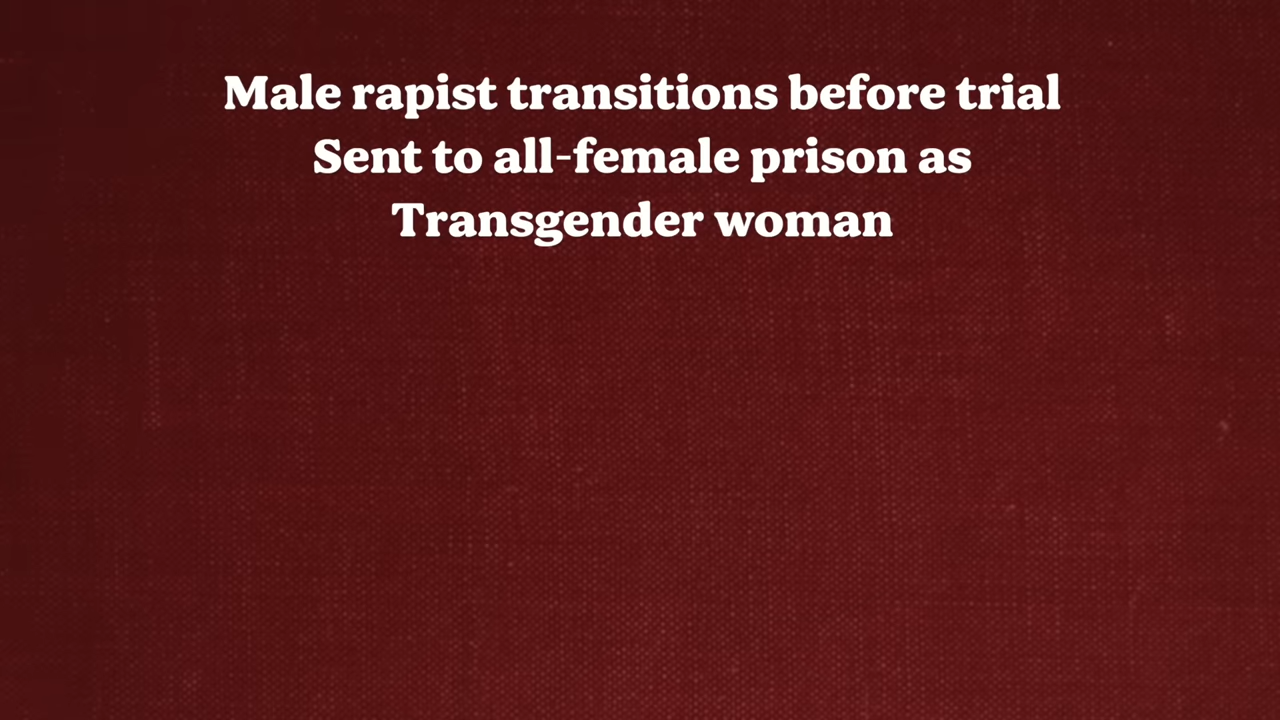 Male rapist transitions before trial
Sent to all-female prison as
Transgender woman